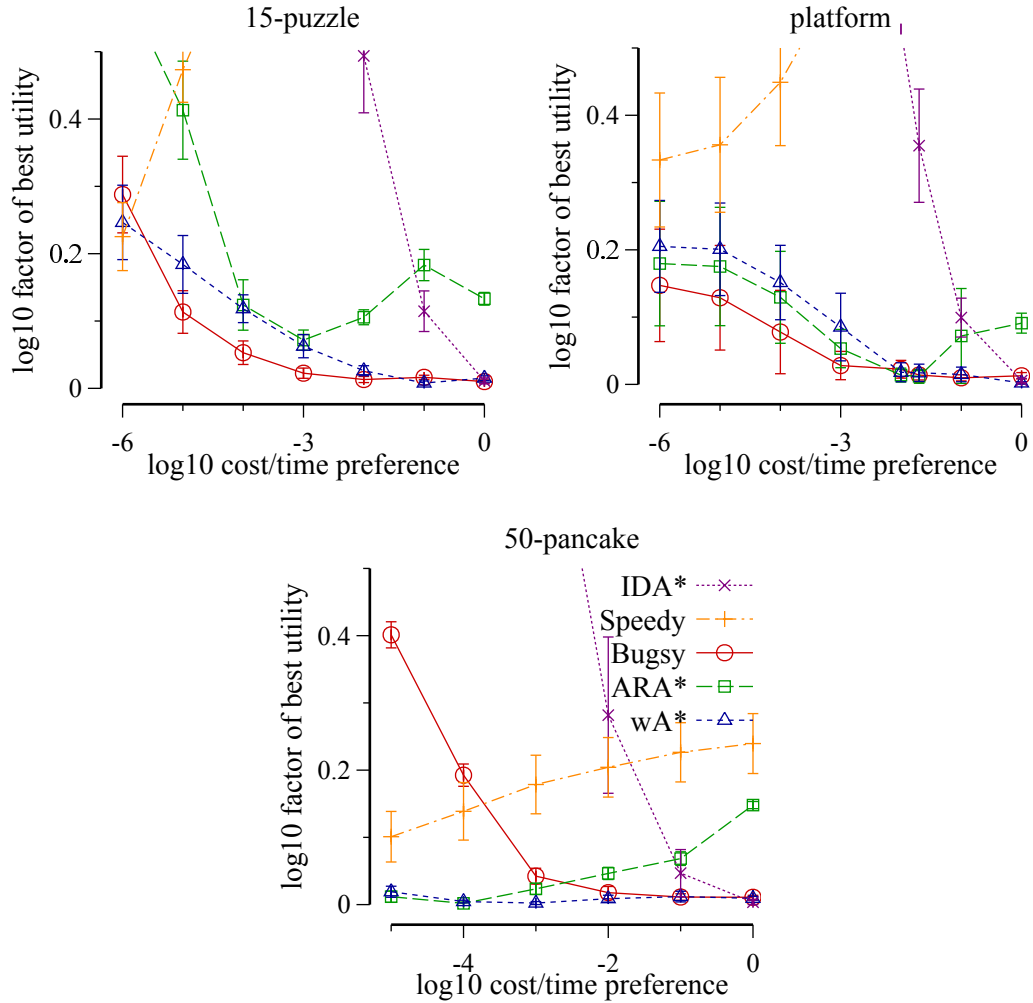 15-puzzle
log10 factor of best utility
0.4
0.2
0
-6
-3
0
log10 cost/time preference
platform
log10 factor of best utility
0.4
0.2
0
-6
-3
0
log10 cost/time preference
50-pancake
log10 factor of best utility
0.4
0.2
0
-4
-2
0
log10 cost/time preference
IDA*
Speedy
Bugsy
ARA*
wA*